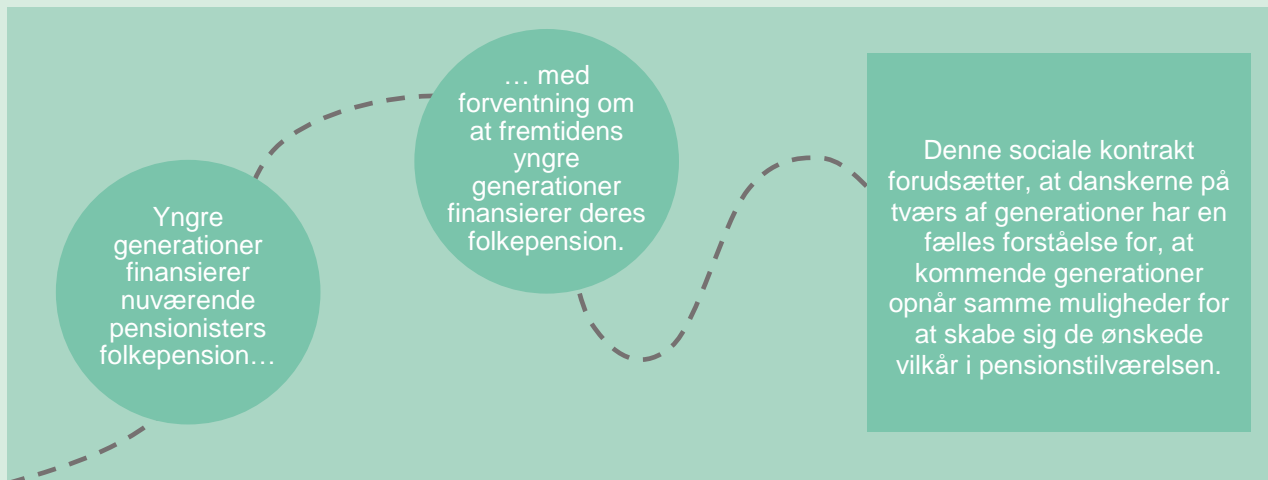 Yngre
generationer
finansierer
nuværende
pensionisters
folkepension…
… med
forventning om
at fremtidens
yngre
generationer
finansierer deres
folkepension.
Denne sociale kontrakt
forudsætter, at danskerne på
tværs af generationer har en
fælles forståelse for, at
kommende generationer
opnår samme muligheder for
at skabe sig de ønskede
vilkår i pensionstilværelsen.